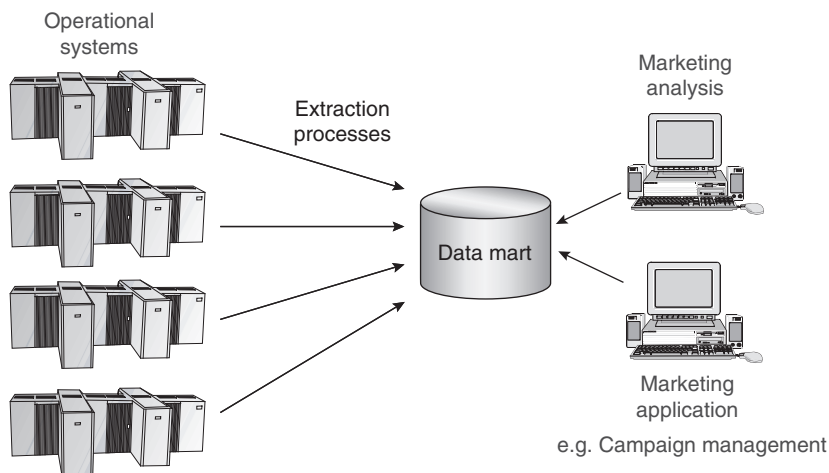 Operational
systems
Extraction
processes
Data mart
Marketing
analysis
Marketing
application
e.g. Campaign management